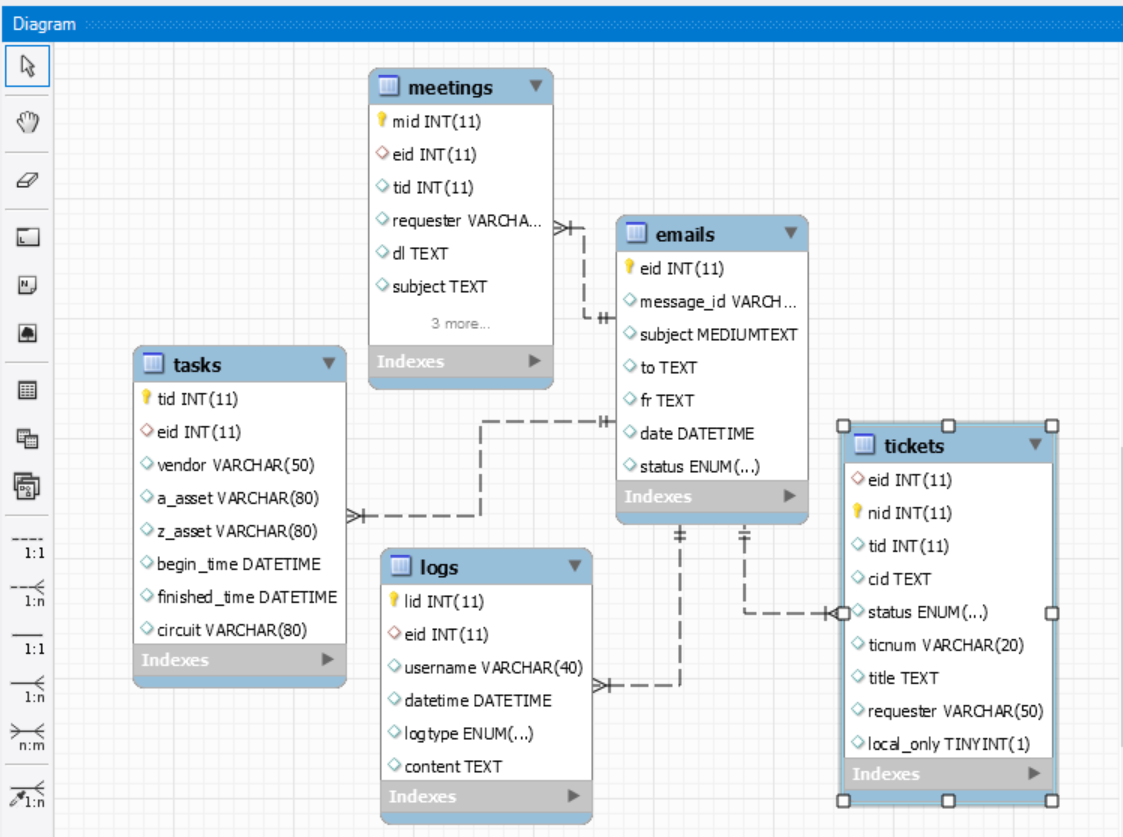 Diagram
meetings
mid INT(11)
eid INT(11)
tid INT(11)
requester VARCHA...
dl TEXT
subject TEXT
3 more...
Indexes
emails
eid INT(11)
message_id VARCH...
subject MEDIUMTEXT
to TEXT
fr TEXT
date DATETIME
status ENUM(...)
Indexes
tasks
tid INT(11)
eid INT(11)
vendor VARCHAR(50)
a_asset VARCHAR(80)
z_asset VARCHAR(80)
begin_time DATETIME
finished_time DATETIME
circuit VARCHAR(80)
Indexes
logs
lid INT(11)
eid INT(11)
username VARCHAR(40)
datetime DATETIME
logtype ENUM(...)
content TEXT
Indexes
tickets
eid INT(11)
nid INT(11)
tid INT(11)
cid TEXT
status ENUM(...)
ticnum VARCHAR(20)
title TEXT
requester VARCHAR(50)
local_only TINYINT(1)
Indexes
1:1
1:n
1:1
1:n
n:m
1:n